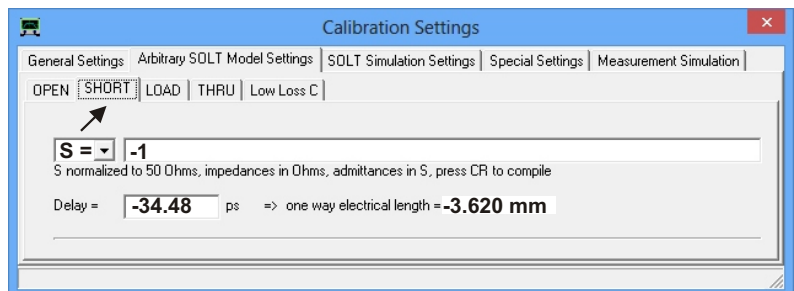 Calibration Settings
General Settings Arbitrary SOLT Model Settings SOLT Simulation Settings Special Settings Measurement Simulation
OPEN SHORT LOAD THRU Low Loss C
S = -1
S normalized to 50 Ohms, impedances in Ohms, admittances in S, press CR to compile
Delay = -34.48 ps => one way electrical length = -3.620 mm